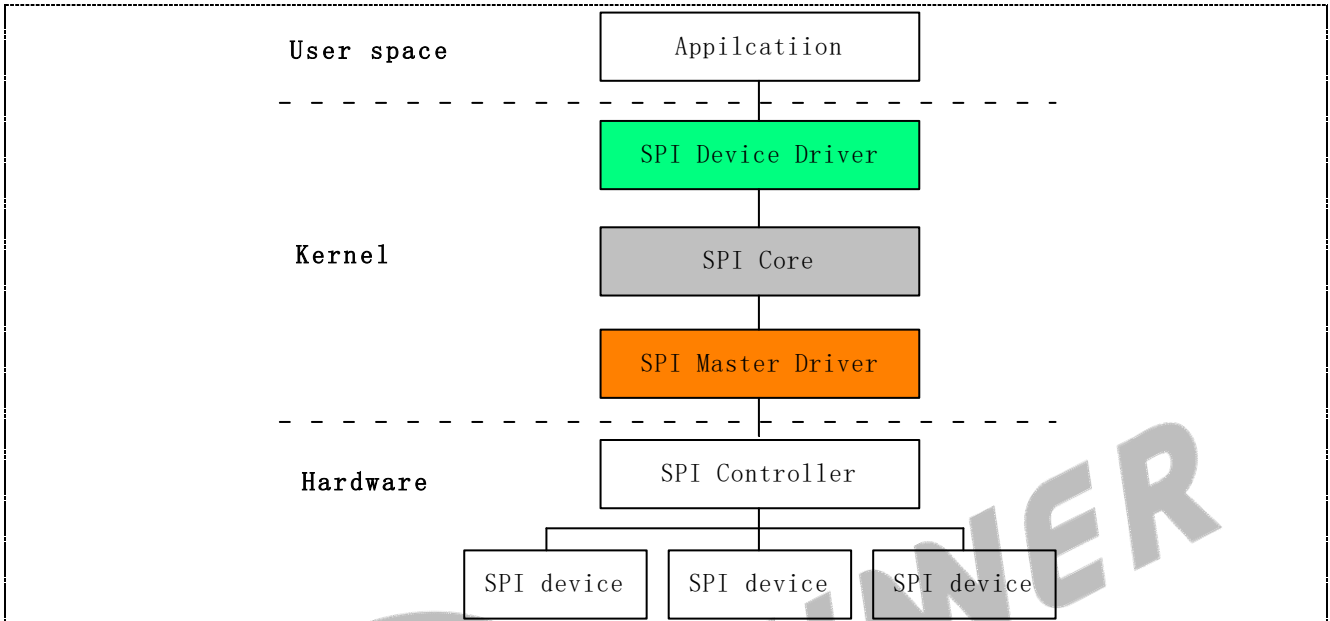 User space
Appilcatiion
SPI Device Driver
Kernel
SPI Core
SPI Master Driver
Hardware
SPI Controller
SPI device
SPI device
SPI device